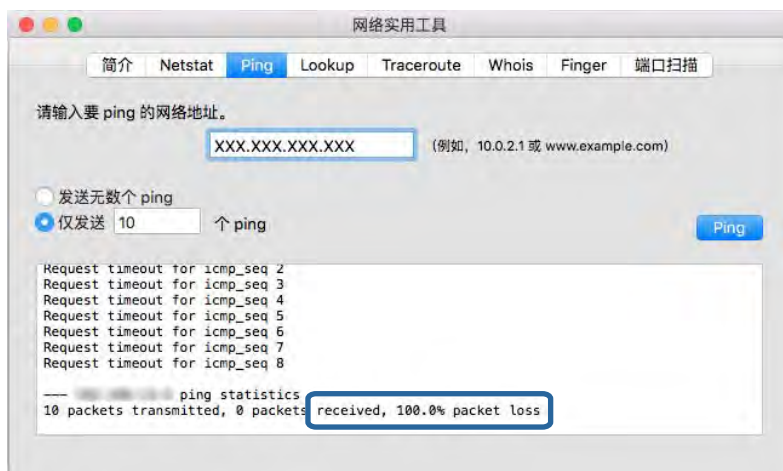 网络实用工具
简介 Netstat Ping Lookup Traceroute Whois Finger 端口扫描
请输入要 ping 的网络地址。
XXX.XXX.XXX.XXX (例如，10.0.2.1 或 www.example.com)
发送无数个 ping
仅发送 10 个 ping
Ping
Request timeout for icmp_seq 2
Request timeout for icmp_seq 3
Request timeout for icmp_seq 4
Request timeout for icmp_seq 5
Request timeout for icmp_seq 6
Request timeout for icmp_seq 7
Request timeout for icmp_seq 8
--- ping statistics
10 packets transmitted, 0 packets received, 100.0% packet loss